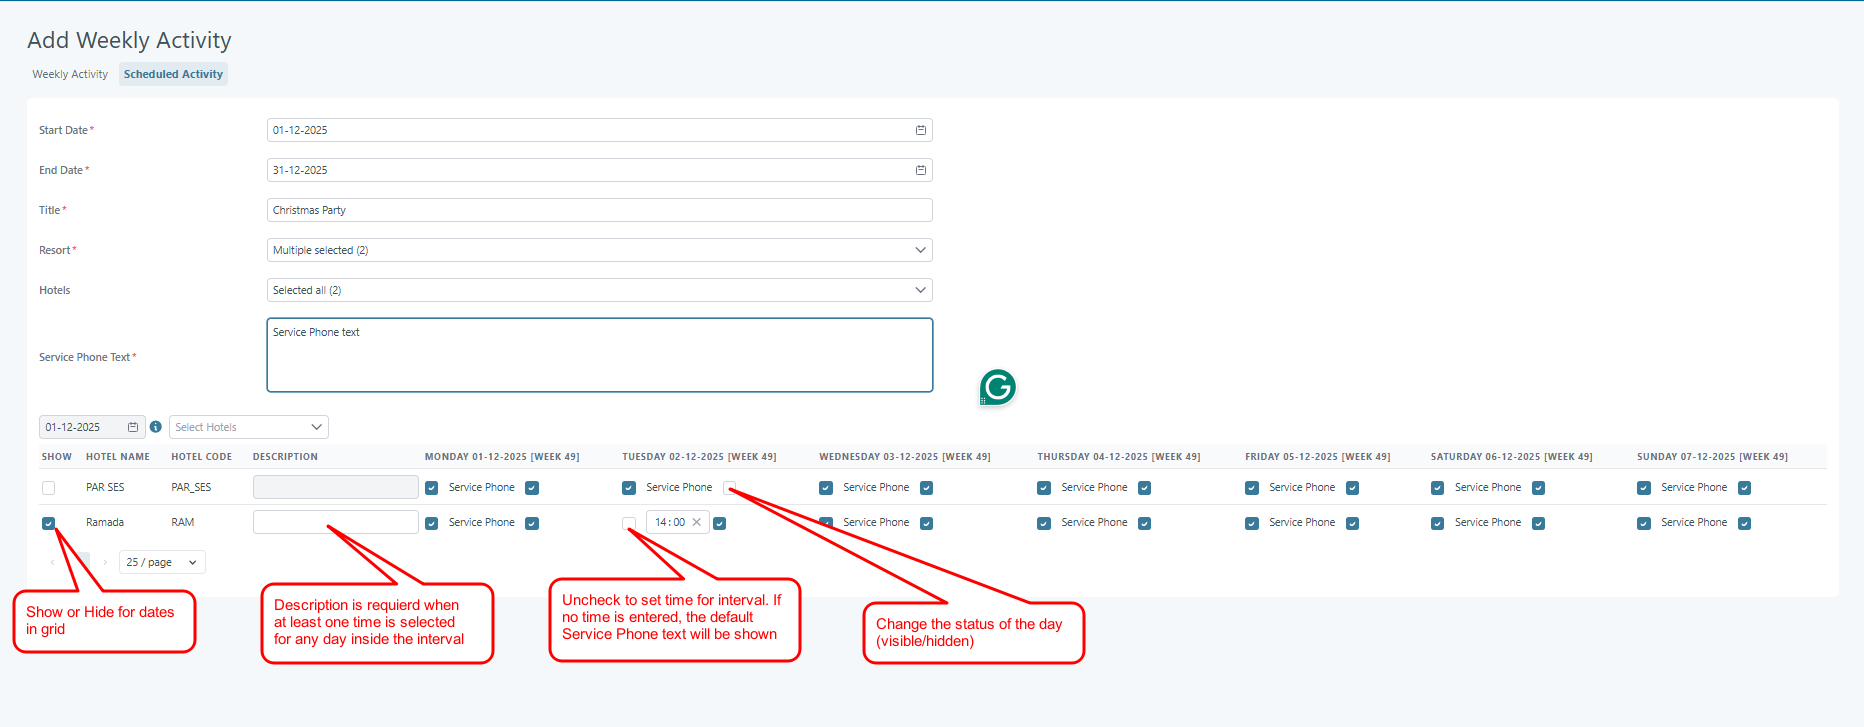 Add Weekly Activity
Weekly Activity Scheduled Activity
Start Date* 01-12-2025
End Date* 31-12-2025
Title* Christmas Party
Resort* Multiple selected (2)
Hotels Selected all (2)
Service Phone Text* Service Phone text
G
01-12-2025 i Select Hotels
SHOW HOTEL NAME HOTEL CODE DESCRIPTION MONDAY 01-12-2025 [WEEK 49] TUESDAY 02-12-2025 [WEEK 49] WEDNESDAY 03-12-2025 [WEEK 49] THURSDAY 04-12-2025 [WEEK 49] FRIDAY 05-12-2025 [WEEK 49] SATURDAY 06-12-2025 [WEEK 49] SUNDAY 07-12-2025 [WEEK 49]
PAR SES PAR_SES Service Phone Service Phone Service Phone Service Phone Service Phone Service Phone Service Phone
Ramada RAM Service Phone 14:00 Service Phone Service Phone Service Phone Service Phone Service Phone
25 / page
Show or Hide for dates
in grid
Description is requierd when
at least one time is selected
for any day inside the interval
Uncheck to set time for interval. If
no time is entered, the default
Service Phone text will be shown
Change the status of the day
(visible/hidden)